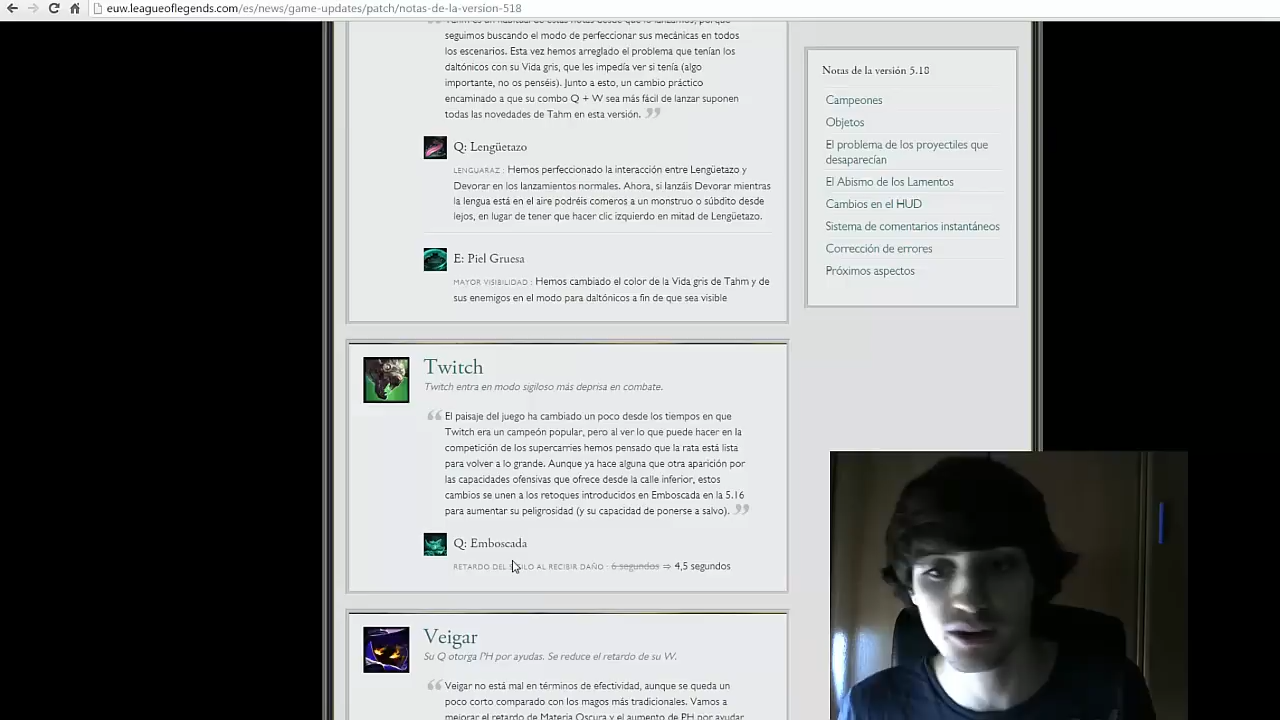 euw.leagueoflegends.com/es/news/game-updates/patch/notas-de-la-version-518
seguimos buscando el modo de perfeccionar sus mecánicas en todos
los escenarios. Esta vez hemos arreglado el problema que tenían los
daltónicos con su Vida gris, que les impedía ver si tenía (algo
importante, no os penséis). Junto a esto, un cambio práctico
encaminado a que su combo Q + W sea más fácil de lanzar suponen
todas las novedades de Tahm en esta versión. ”
Q: Lengüetazo
LENGUARAZ : Hemos perfeccionado la interacción entre Lengüetazo y
Devorar en los lanzamientos normales. Ahora, si lanzáis Devorar mientras
la lengua está en el aire podréis comeros a un monstruo o súbdito desde
lejos, en lugar de tener que hacer clic izquierdo en mitad de Lengüetazo.
E: Piel Gruesa
MAYOR VISIBILIDAD : Hemos cambiado el color de la Vida gris de Tahm y de
sus enemigos en el modo para daltónicos a fin de que sea visible
Twitch
Twitch entra en modo sigiloso más deprisa en combate.
“ El paisaje del juego ha cambiado un poco desde los tiempos en que
Twitch era un campeón popular, pero al ver lo que puede hacer en la
competición de los supercarries hemos pensado que la rata está lista
para volver a lo grande. Aunque ya hace alguna que otra aparición por
las capacidades ofensivas que ofrece desde la calle inferior, estos
cambios se unen a los retoques introducidos en Emboscada en la 5.16
para aumentar su peligrosidad (y su capacidad de ponerse a salvo). ”
Q: Emboscada
RETARDO DEL SIGILO AL RECIBIR DAÑO : 6 segundos ⇒ 4,5 segundos
Veigar
Su Q otorga PH por ayudas. Se reduce el retardo de su W.
“ Veigar no está mal en términos de efectividad, aunque se queda un
poco corto comparado con los magos más tradicionales. Vamos a
mejorar el retardo de Materia Oscura y el aumento de PH por ayudar
Notas de la versión 5.18
Campeones
Objetos
El problema de los proyectiles que
desaparecían
El Abismo de los Lamentos
Cambios en el HUD
Sistema de comentarios instantáneos
Corrección de errores
Próximos aspectos